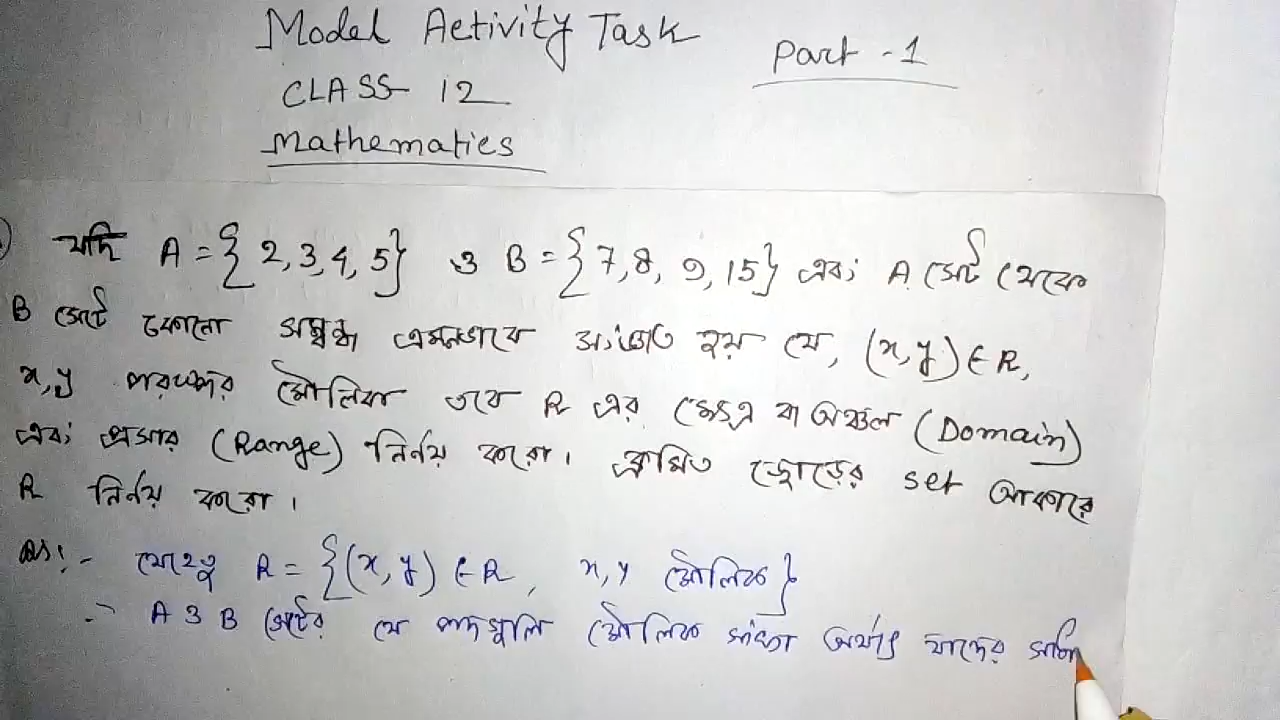 Model Activity Task
Part - 1
CLASS 12
Mathematics
যদি A = { 2, 3, 4, 5} ও B = {7, 8, 9, 15} এবং A সেট থেকে
B সেটে কোনো সম্বন্ধ এমনভাবে সংজ্ঞাত হয় যে, (x, y) ∈ R,
x, y পরস্পর মৌলিক তবে R এর ক্ষেত্র বা অঞ্চল (Domain)
এবং প্রসার (Range) নির্ণয় করো। ক্রমিত জোড়ের set আকারে
R নির্ণয় করো।
Ans:- যেহেতু R = {(x, y) ∈ R, x, y মৌলিক}
∴ A ও B সেটের যে পদগুলি মৌলিক সংখ্যা অর্থাৎ যাদের